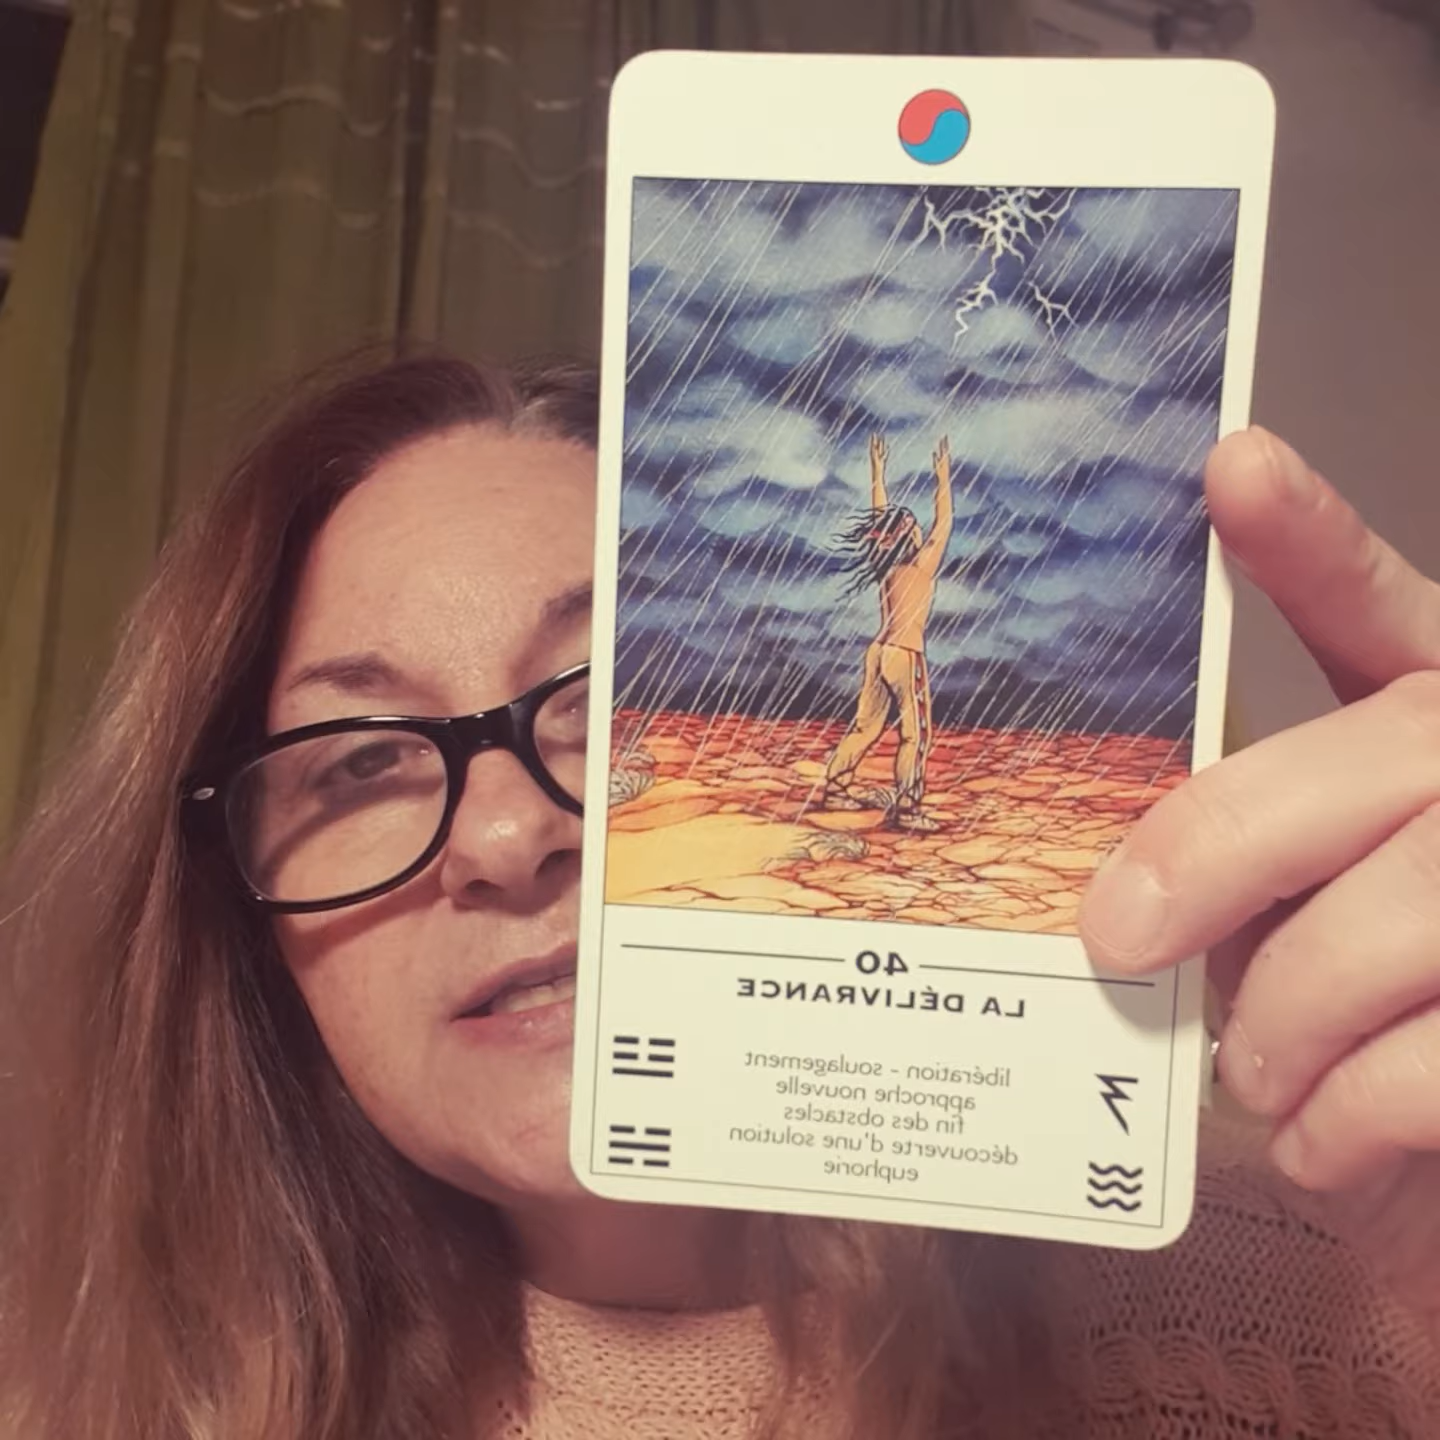 40
LA DÉLIVRANCE
libération - soulagement
approche nouvelle
fin des obstacles
découverte d'une solution
euphorie